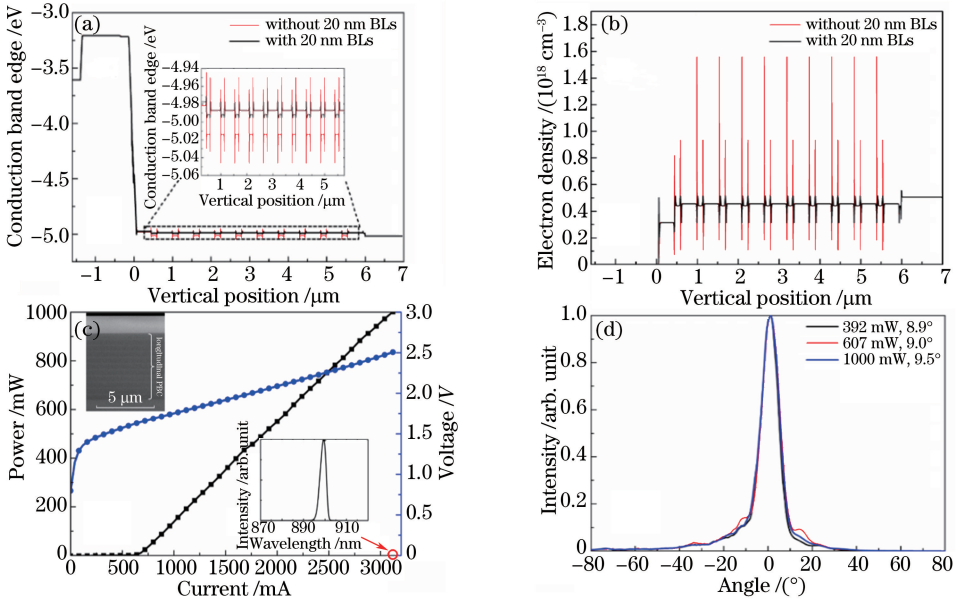 (a)
without 20 nm BLs
with 20 nm BLs
Conduction band edge /eV
−3.0
−3.5
−4.0
−4.5
−5.0
Conduction band edge /eV
−4.94
−4.96
−4.98
−5.00
−5.02
−5.04
−5.06
1 2 3 4 5
Vertical position /μm
−1 0 1 2 3 4 5 6 7
Vertical position /μm
(b)
without 20 nm BLs
with 20 nm BLs
Electron density /(10¹⁸ cm⁻³)
1.8
1.6
1.4
1.2
1.0
0.8
0.6
0.4
0.2
0
−1 0 1 2 3 4 5 6 7
Vertical position /μm
(c)
longitudinal PBC
5 μm
Power /mW
1000
800
600
400
200
0
Voltage /V
3.0
2.5
2.0
1.5
1.0
0.5
0
Intensity /arb.unit
870 890 910
Wavelength /nm
0 500 1000 1500 2000 2500 3000
Current /mA
(d)
392 mW, 8.9°
607 mW, 9.0°
1000 mW, 9.5°
Intensity /arb. unit
1.0
0.8
0.6
0.4
0.2
0
−80 −60 −40 −20 0 20 40 60 80
Angle /(°)